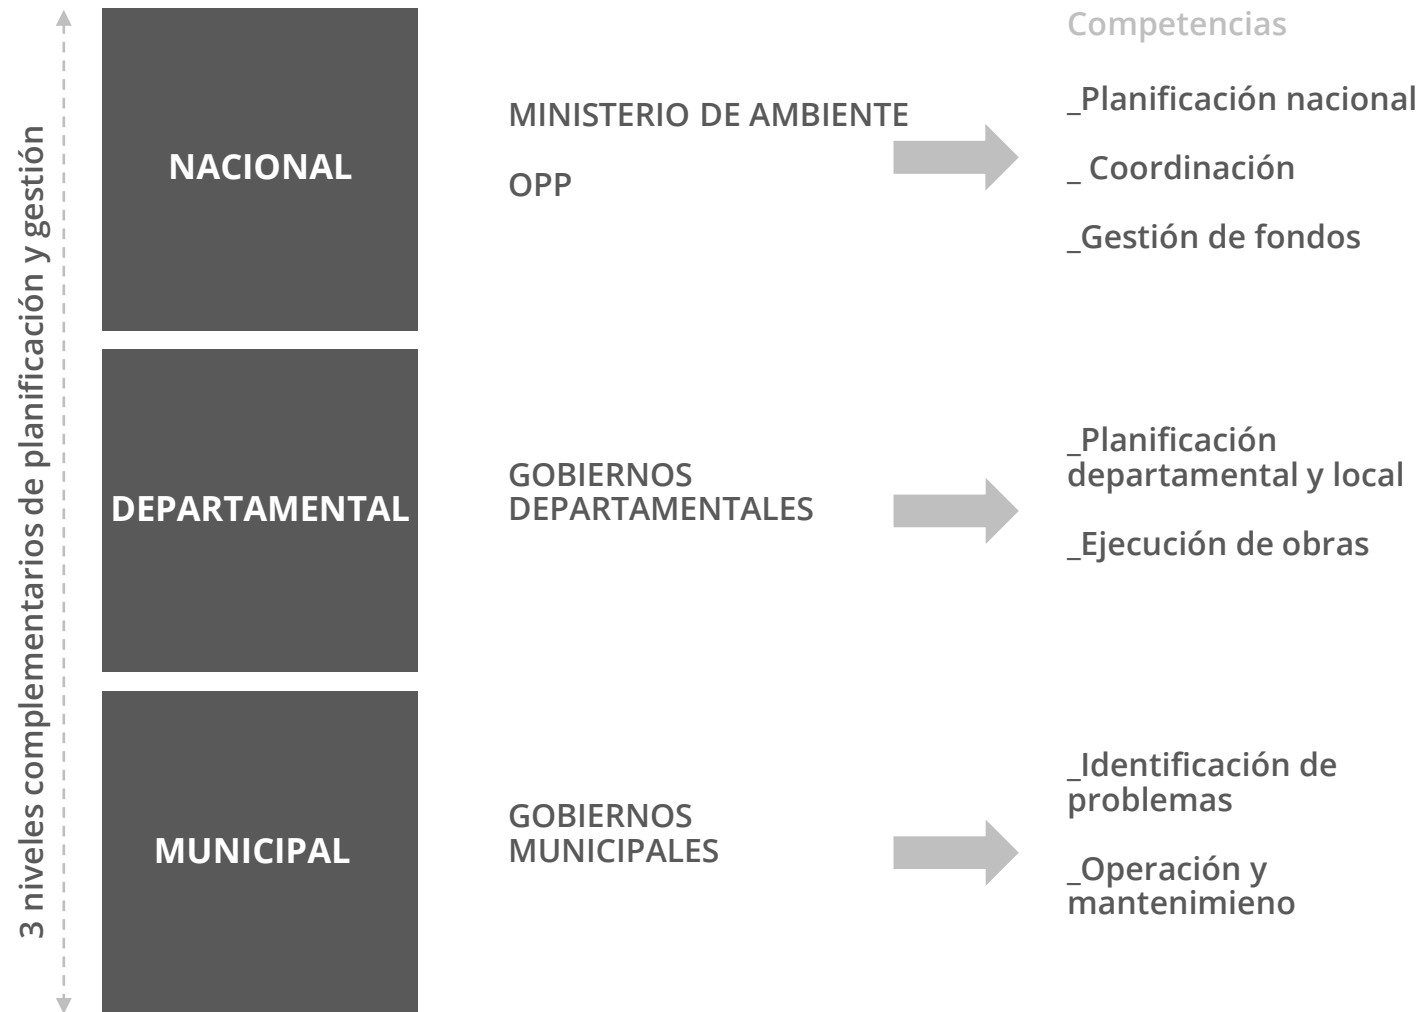 3 niveles complementarios de planificación y gestión
Competencias
NACIONAL
MINISTERIO DE AMBIENTE
OPP
_Planificación nacional
_ Coordinación
_Gestión de fondos
DEPARTAMENTAL
GOBIERNOS
DEPARTAMENTALES
_Planificación
departamental y local
_Ejecución de obras
MUNICIPAL
GOBIERNOS
MUNICIPALES
_Identificación de
problemas
_Operación y
mantenimieno